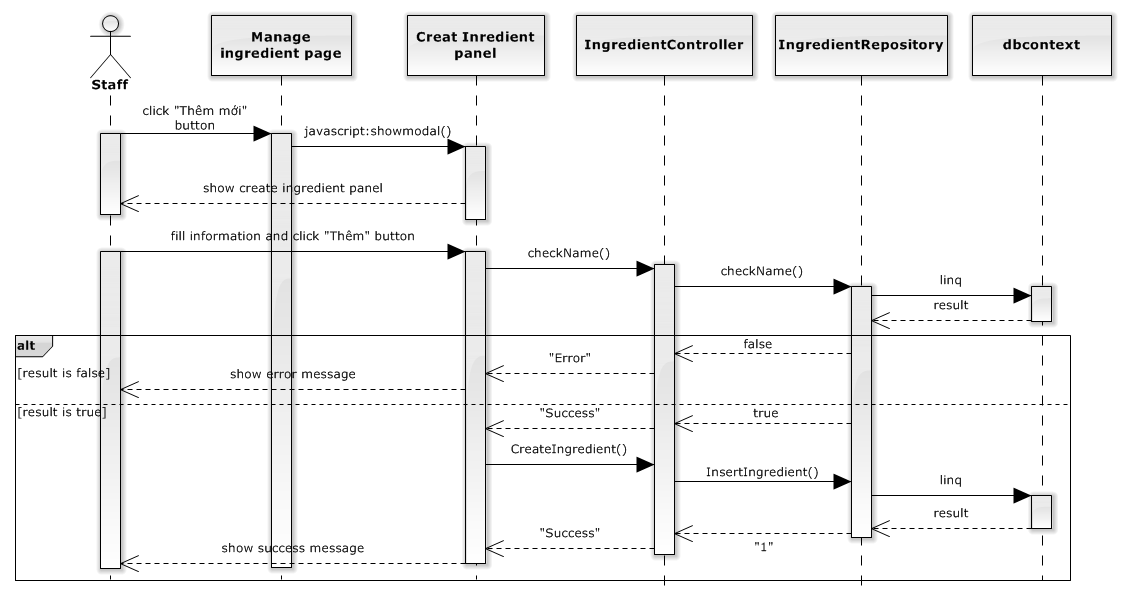 Staff
Manage
ingredient page
Creat Inredient
panel
IngredientController
IngredientRepository
dbcontext
click "Thêm mới"
button
javascript:showmodal()
show create ingredient panel
fill information and click "Thêm" button
checkName()
checkName()
linq
result
alt
false
"Error"
[result is false]
show error message
[result is true]
"Success"
true
CreateIngredient()
InsertIngredient()
linq
result
"Success"
"1"
show success message